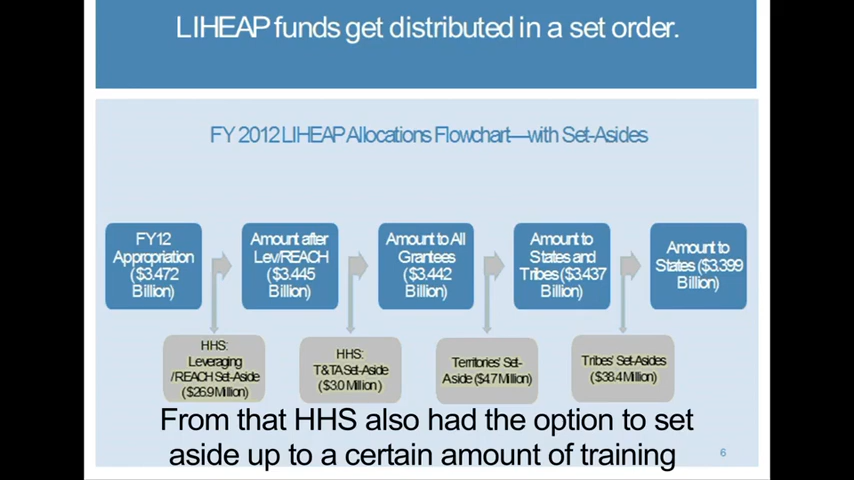 LIHEAP funds get distributed in a set order.
FY 2012 LIHEAP Allocations Flowchart—with Set-Asides
FY12
Appropriation
($3.472
Billion)
Amount after
Lev/REACH
($3.445
Billion)
Amount to All
Grantees
($3.442
Billion)
Amount to
States and
Tribes ($3.437
Billion)
Amount to
States ($3.399
Billion)
HHS:
Leveraging
/REACH Set-Aside
($26.9 Million)
HHS:
T&TA Set-Aside
($3.0 Million)
Territories' Set-
Aside ($4.7 Million)
Tribes' Set-Asides
($38.4 Million)
From that HHS also had the option to set
aside up to a certain amount of training
6